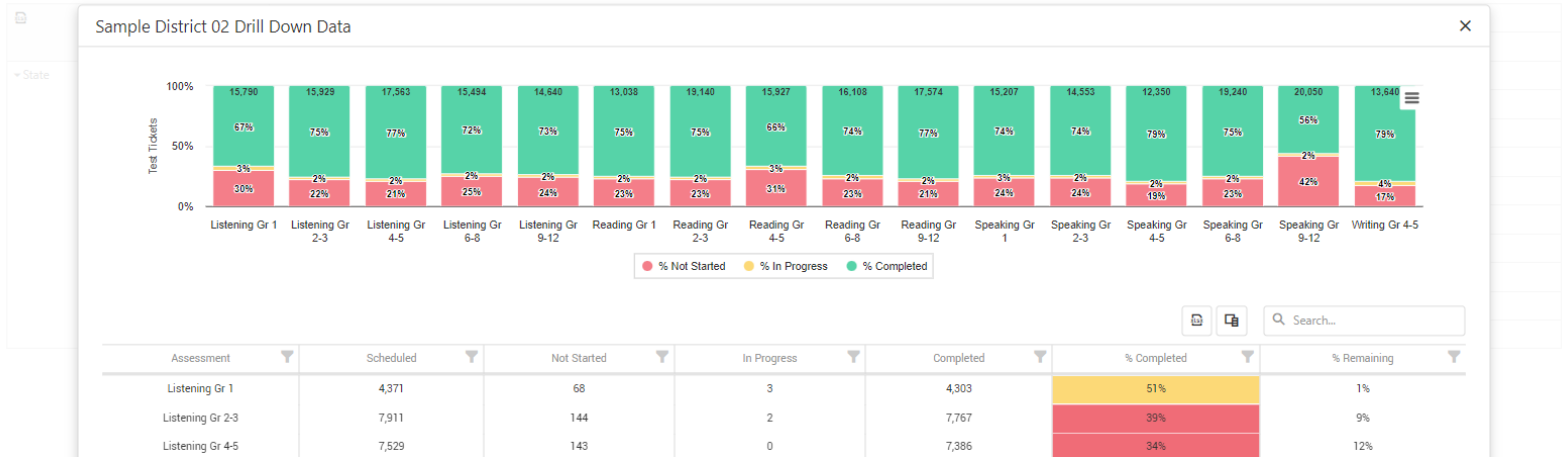 Sample District 02 Drill Down Data
State
Test Tickets
100%
50%
0%
15,790 15,929 17,563 15,494 14,640 13,038 19,140 15,927 16,108 17,574 15,207 14,553 12,350 19,240 20,050 13,640
67% 75% 77% 72% 73% 75% 75% 66% 74% 77% 74% 74% 79% 75% 56% 79%
3% 2% 2% 2% 2% 2% 2% 3% 2% 2% 3% 2% 2% 2% 2% 4%
30% 22% 21% 25% 24% 23% 23% 31% 23% 21% 24% 24% 19% 23% 42% 17%
Listening Gr 1 Listening Gr Listening Gr Listening Gr Listening Gr Reading Gr 1 Reading Gr Reading Gr Reading Gr Reading Gr Speaking Gr Speaking Gr Speaking Gr Speaking Gr Speaking Gr Writing Gr 4-5
2-3 4-5 6-8 9-12 2-3 4-5 6-8 9-12 1 2-3 4-5 6-8 9-12
% Not Started % In Progress % Completed
Search...
Assessment Scheduled Not Started In Progress Completed % Completed % Remaining
Listening Gr 1 4,371 68 3 4,303 51% 1%
Listening Gr 2-3 7,911 144 2 7,767 39% 9%
Listening Gr 4-5 7,529 143 0 7,386 34% 12%